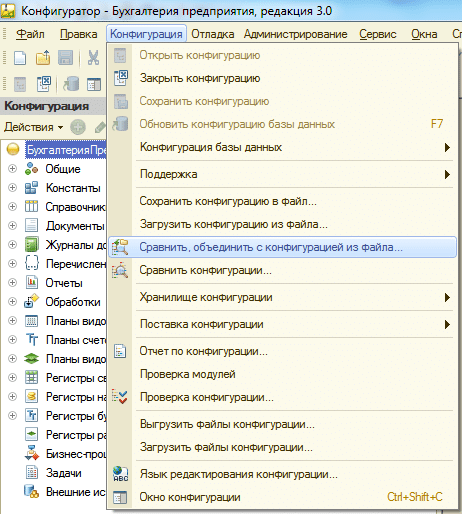 Конфигуратор - Бухгалтерия предприятия, редакция 3.0
Файл Правка Конфигурация Отладка Администрирование Сервис Окна
Открыть конфигурацию
Закрыть конфигурацию
Сохранить конфигурацию
Обновить конфигурацию базы данных F7
Конфигурация базы данных
Поддержка
Сохранить конфигурацию в файл...
Загрузить конфигурацию из файла...
Сравнить, объединить с конфигурацией из файла...
Сравнить конфигурации...
Хранилище конфигурации
Поставка конфигурации
Отчет по конфигурации...
Проверка модулей
Проверка конфигурации...
Выгрузить файлы конфигурации...
Загрузить файлы конфигурации...
Язык редактирования конфигурации...
Окно конфигурации Ctrl+Shift+C
Конфигурация
Действия
БухгалтерияПре
Общие
Константы
Справочники
Документы
Журналы до
Перечислен
Отчеты
Обработки
Планы видо
Планы счето
Планы видо
Регистры св
Регистры на
Регистры бу
Регистры ра
Бизнес-проц
Задачи
Внешние ис